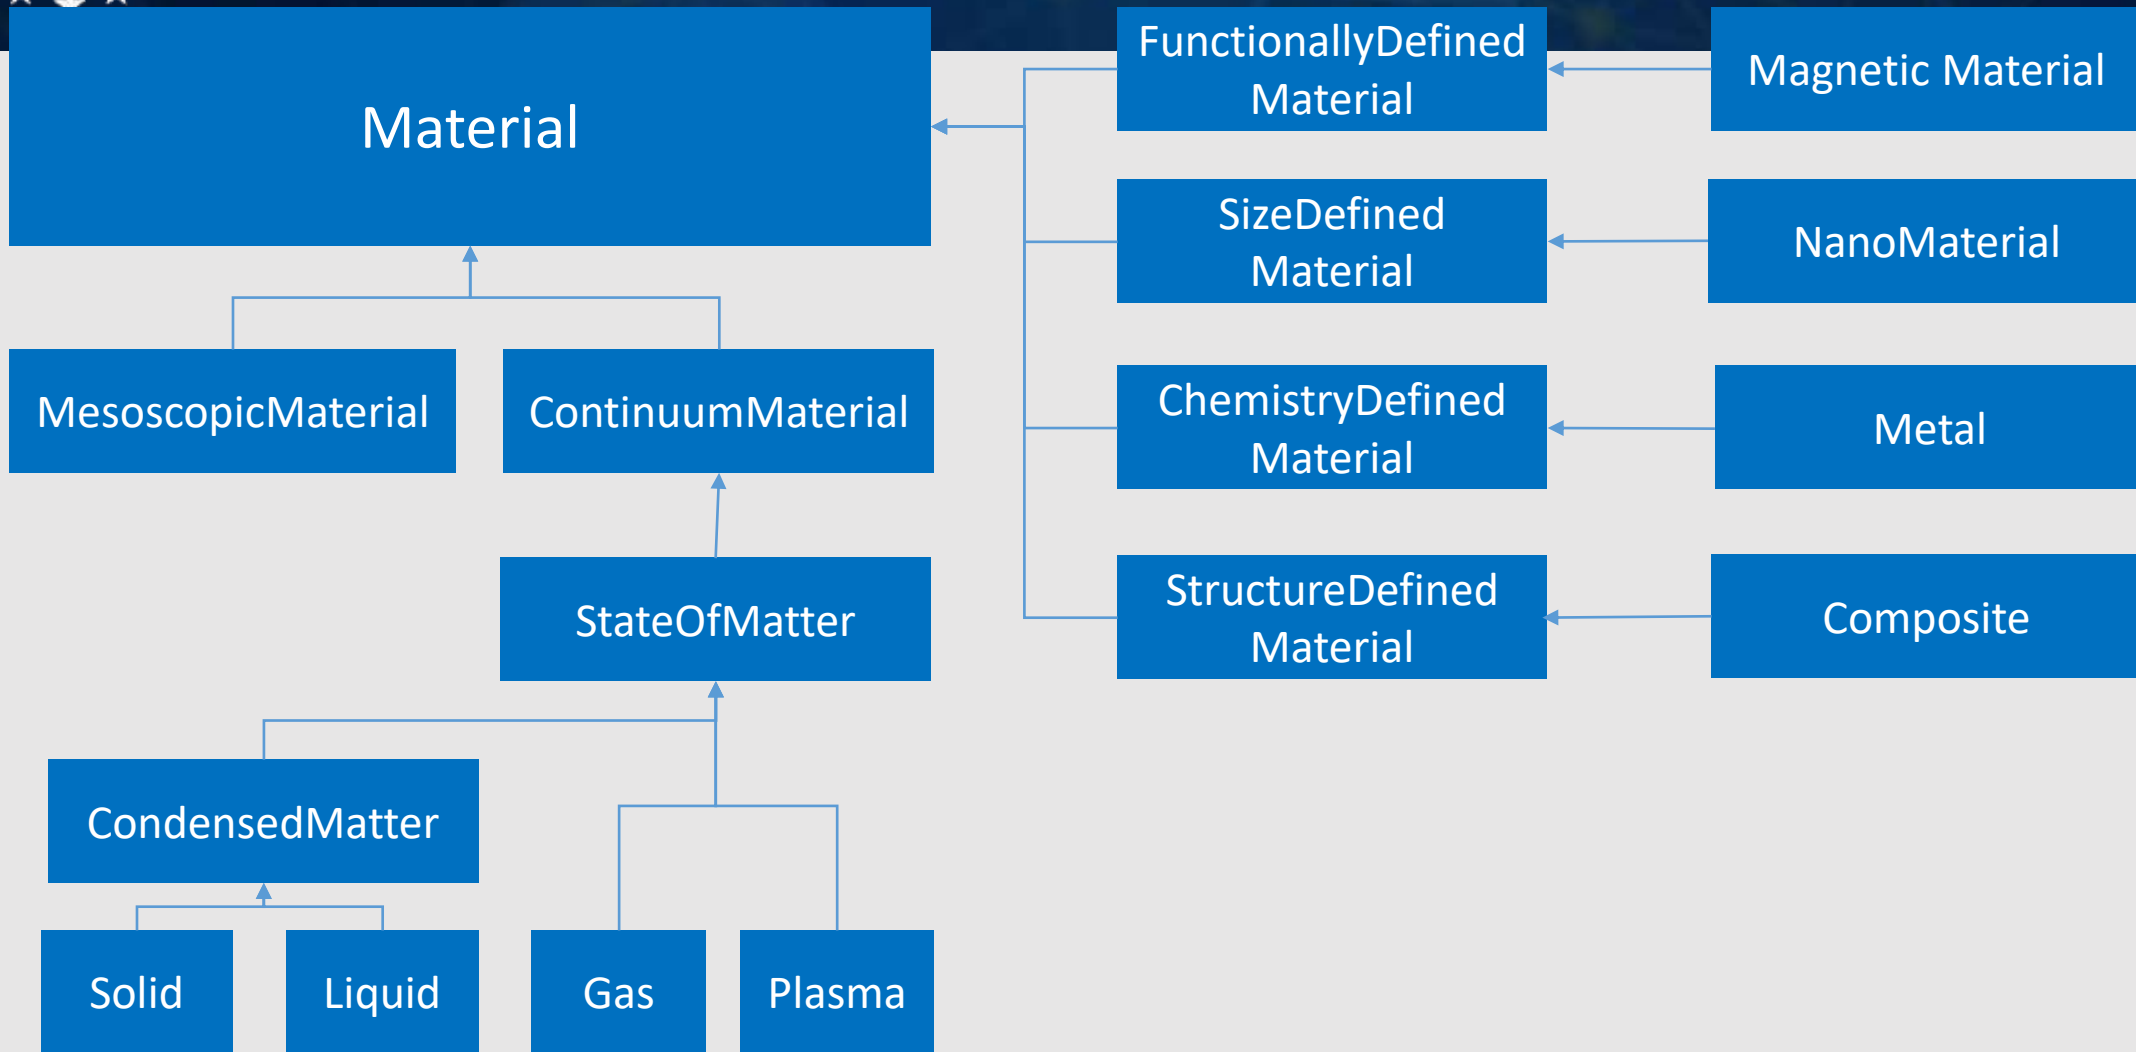 Material
FunctionallyDefined
Material
Magnetic Material
SizeDefined
Material
NanoMaterial
MesoscopicMaterial
ContinuumMaterial
ChemistryDefined
Material
Metal
StateOfMatter
StructureDefined
Material
Composite
CondensedMatter
Solid
Liquid
Gas
Plasma